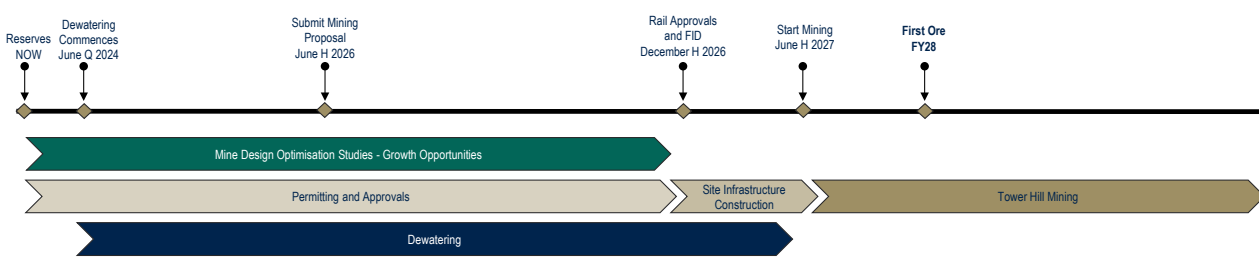 Reserves
NOW
Dewatering
Commences
June Q 2024
Submit Mining
Proposal
June H 2026
Rail Approvals
and FID
December H 2026
Start Mining
June H 2027
First Ore
FY28
Mine Design Optimisation Studies - Growth Opportunities
Permitting and Approvals
Site Infrastructure
Construction
Tower Hill Mining
Dewatering